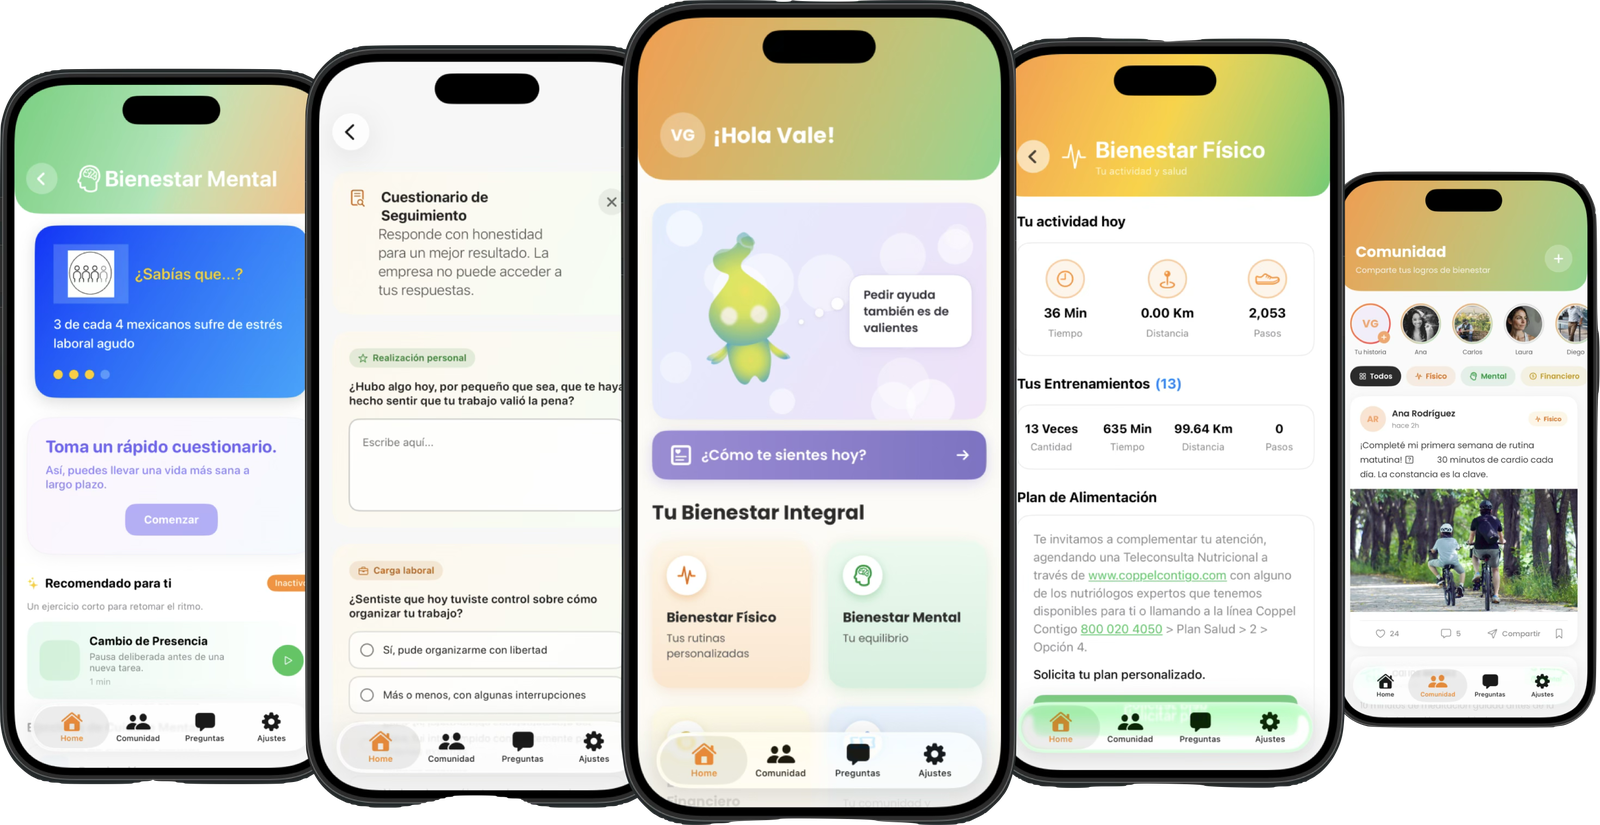 Bienestar Mental
¿Sabías que...?
3 de cada 4 mexicanos sufre de estrés
laboral agudo
Toma un rápido cuestionario.
Así, puedes llevar una vida más sana a
largo plazo.
Comenzar
Recomendado para ti
Inactivo
Un ejercicio corto para retomar el ritmo.
Cambio de Presencia
Pausa deliberada antes de una
nueva tarea.
1 min
Home
Comunidad
Preguntas
Ajustes
Cuestionario de
Seguimiento
Responde con honestidad
para un mejor resultado. La
empresa no puede acceder a
tus respuestas.
Realización personal
¿Hubo algo hoy, por pequeño que sea, que te haya
hecho sentir que tu trabajo valió la pena?
Escribe aquí...
Carga laboral
¿Sentiste que hoy tuviste control sobre cómo
organizar tu trabajo?
Sí, pude organizarme con libertad
Más o menos, con algunas interrupciones
Home
Comunidad
Preguntas
Ajustes
VG
¡Hola Vale!
Pedir ayuda
también es de
valientes
¿Cómo te sientes hoy?
Tu Bienestar Integral
Bienestar Físico
Tus rutinas
personalizadas
Bienestar Mental
Tu equilibrio
Home
Comunidad
Preguntas
Ajustes
Financiero
Tu comunidad y
Bienestar Físico
Tu actividad y salud
Tu actividad hoy
36 Min
Tiempo
0.00 Km
Distancia
2,053
Pasos
Tus Entrenamientos (13)
13 Veces
Cantidad
635 Min
Tiempo
99.64 Km
Distancia
0
Pasos
Plan de Alimentación
Te invitamos a complementar tu atención,
agendando una Teleconsulta Nutricional a
través de www.coppelcontigo.com con alguno
de los nutriólogos expertos que tenemos
disponibles para ti o llamando a la línea Coppel
Contigo 800 020 4050 > Plan Salud > 2 >
Opción 4.
Solicita tu plan personalizado.
Home
Comunidad
Preguntas
Ajustes
Comunidad
Comparte tus logros de bienestar
VG
Tu historia
Ana
Carlos
Laura
Diego
Todos
Físico
Mental
Financiero
AR
Ana Rodríguez
hace 2h
Físico
¡Completé mi primera semana de rutina
matutina! 30 minutos de cardio cada
día. La constancia es la clave.
24
5
Compartir
Home
Comunidad
Preguntas
Ajustes